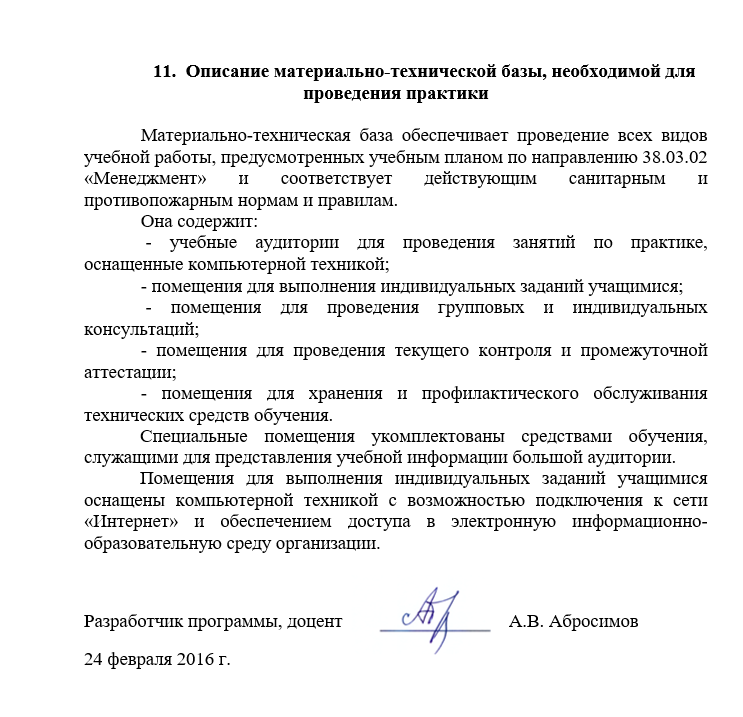 11. Описание материально-технической базы, необходимой для
проведения практики
Материально-техническая база обеспечивает проведение всех видов
учебной работы, предусмотренных учебным планом по направлению 38.03.02
«Менеджмент» и соответствует действующим санитарным и
противопожарным нормам и правилам.
Она содержит:
- учебные аудитории для проведения занятий по практике,
оснащенные компьютерной техникой;
- помещения для выполнения индивидуальных заданий учащимися;
- помещения для проведения групповых и индивидуальных
консультаций;
- помещения для проведения текущего контроля и промежуточной
аттестации;
- помещения для хранения и профилактического обслуживания
технических средств обучения.
Специальные помещения укомплектованы средствами обучения,
служащими для представления учебной информации большой аудитории.
Помещения для выполнения индивидуальных заданий учащимися
оснащены компьютерной техникой с возможностью подключения к сети
«Интернет» и обеспечением доступа в электронную информационно-
образовательную среду организации.
Разработчик программы, доцент А.В. Абросимов
24 февраля 2016 г.